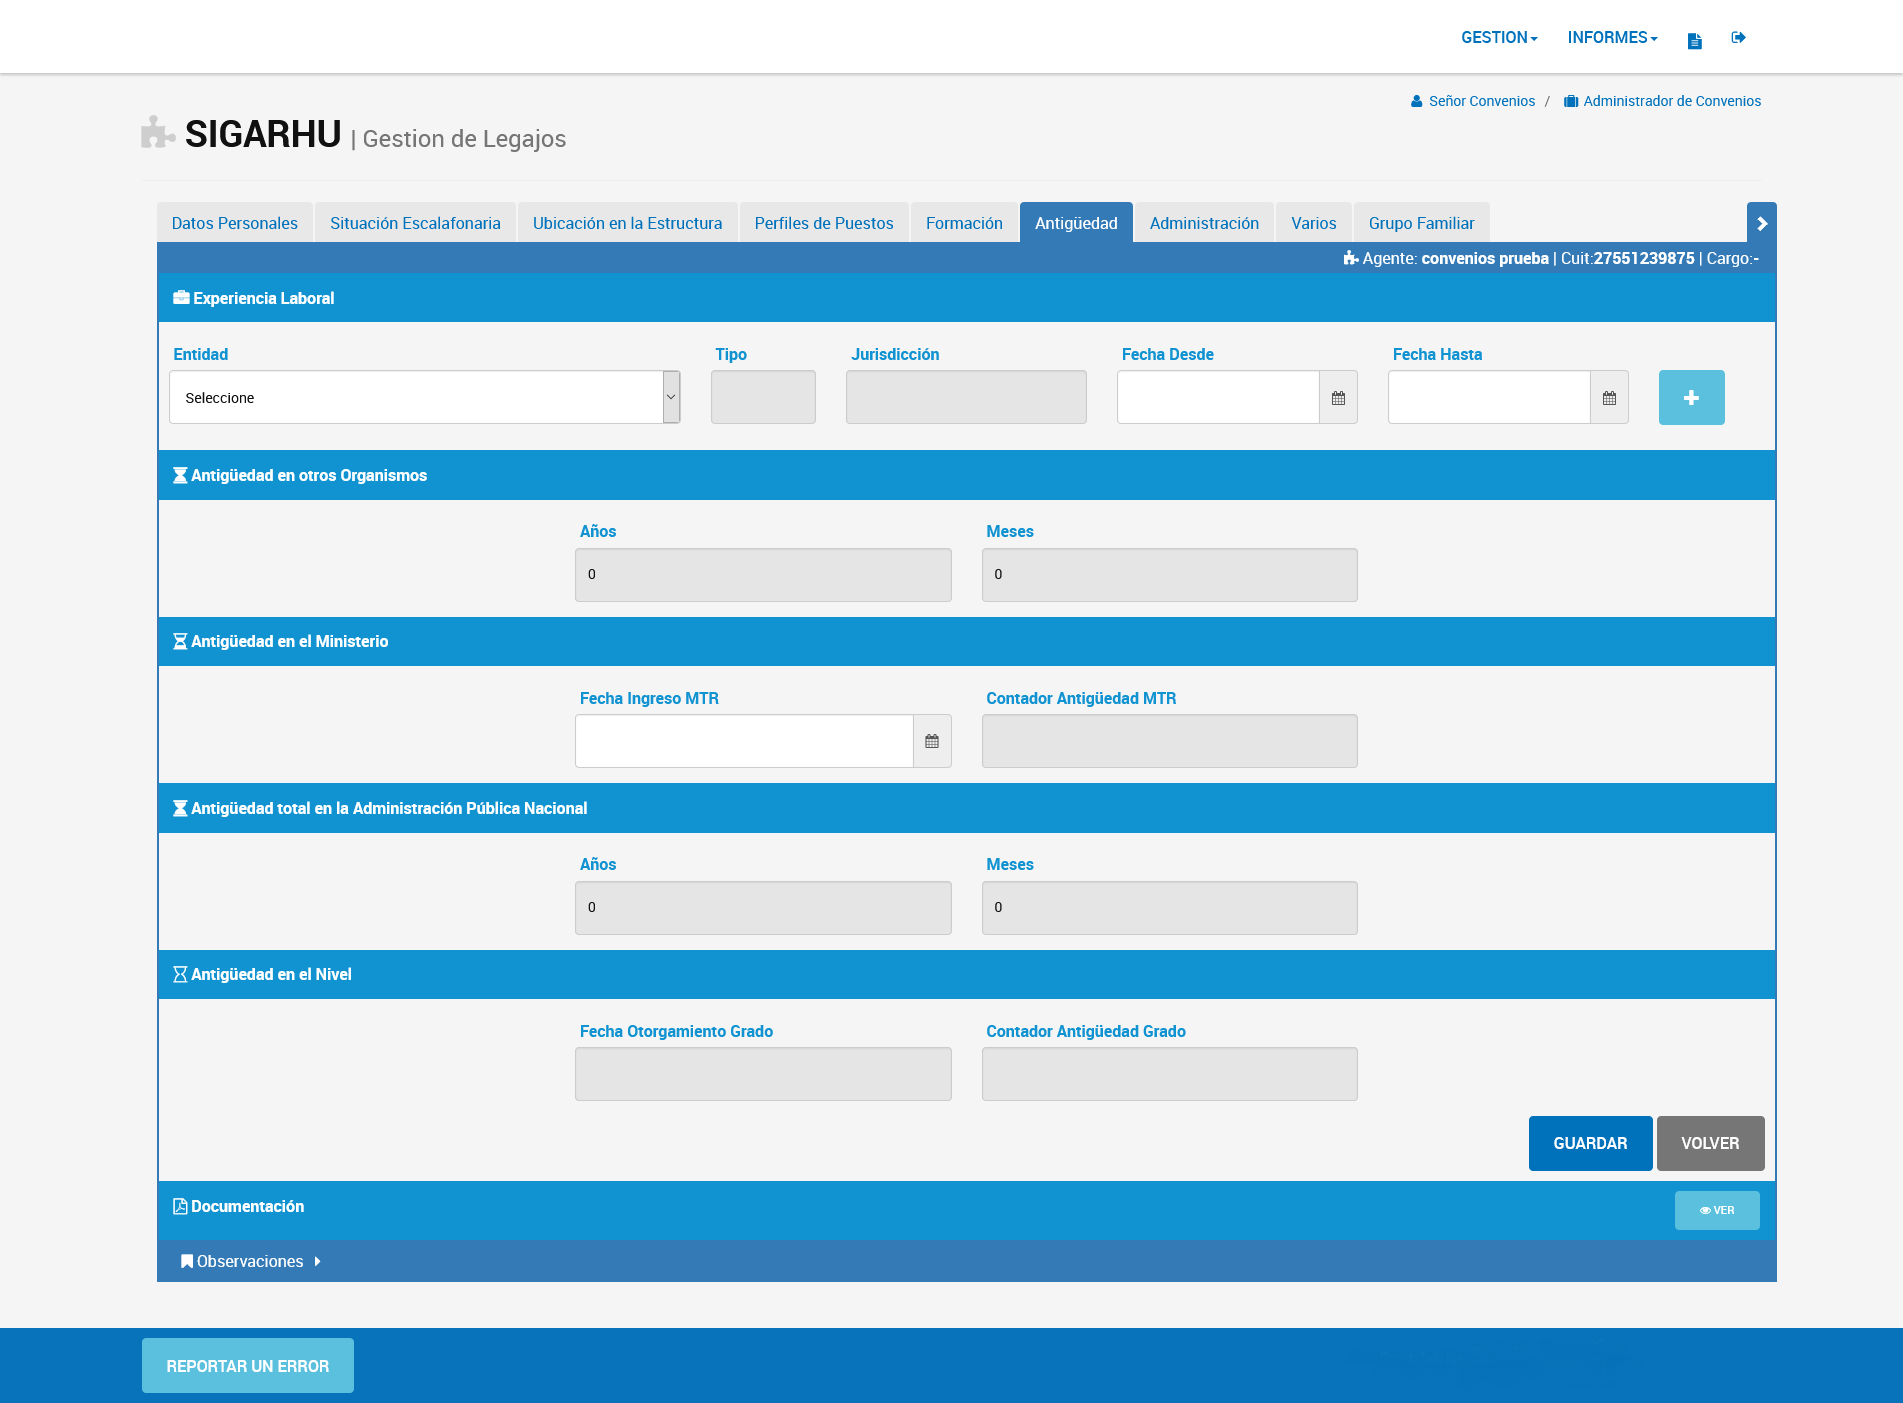 GESTION INFORMES
Señor Convenios / Administrador de Convenios
SIGARHU | Gestion de Legajos
Datos Personales Situación Escalafonaria Ubicación en la Estructura Perfiles de Puestos Formación Antigüedad Administración Varios Grupo Familiar
Agente: convenios prueba | Cuit:27551239875 | Cargo:-
Experiencia Laboral
Entidad Tipo Jurisdicción Fecha Desde Fecha Hasta
Seleccione
Antigüedad en otros Organismos
Años Meses
0 0
Antigüedad en el Ministerio
Fecha Ingreso MTR Contador Antigüedad MTR
Antigüedad total en la Administración Pública Nacional
Años Meses
0 0
Antigüedad en el Nivel
Fecha Otorgamiento Grado Contador Antigüedad Grado
GUARDAR VOLVER
Documentación VER
Observaciones
REPORTAR UN ERROR